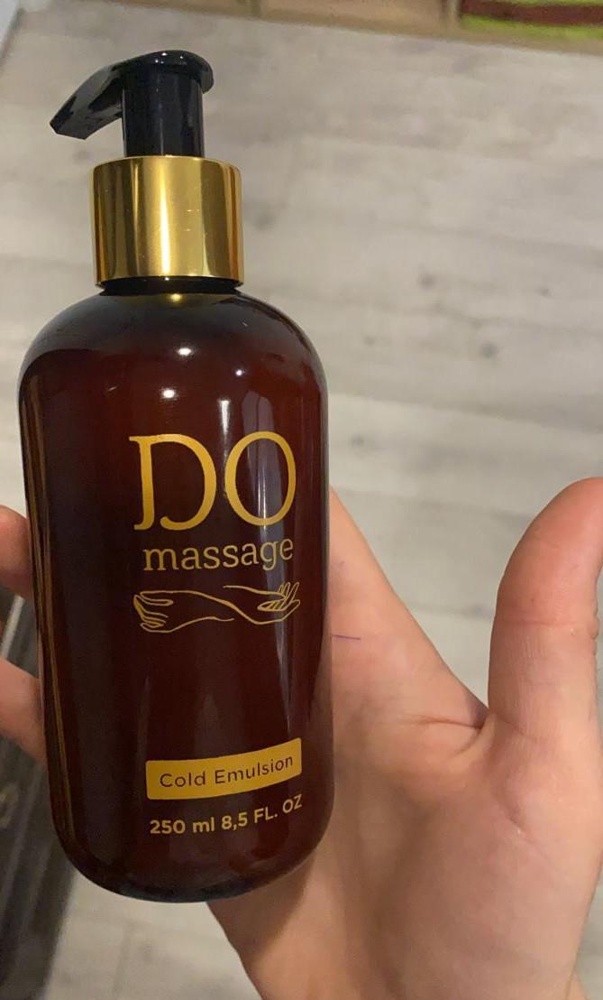 DO
massage
Cold Emulsion
250 ml 8,5 FL. OZ